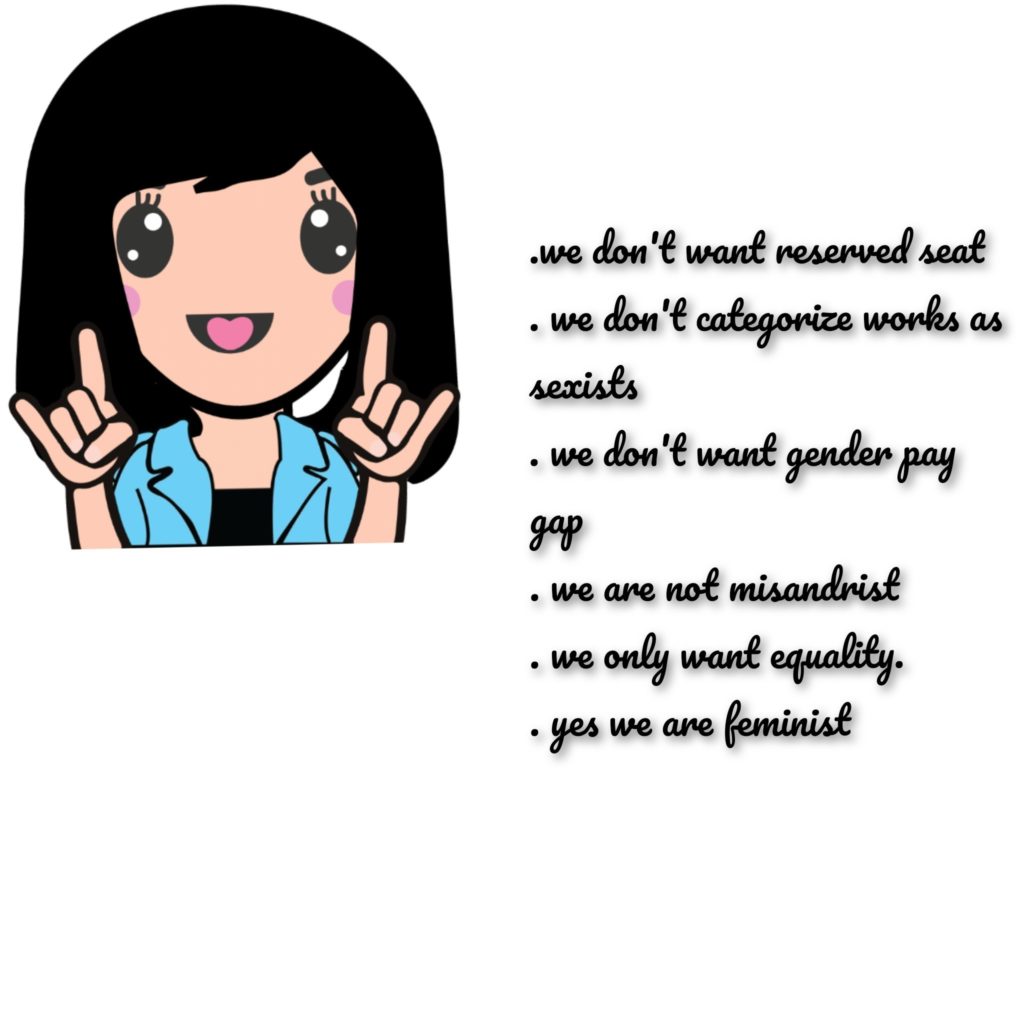 .we don't want reserved seat
. we don't categorize works as
sexists
. we don't want gender pay
gap
. we are not misandrist
. we only want equality.
. yes we are feminist